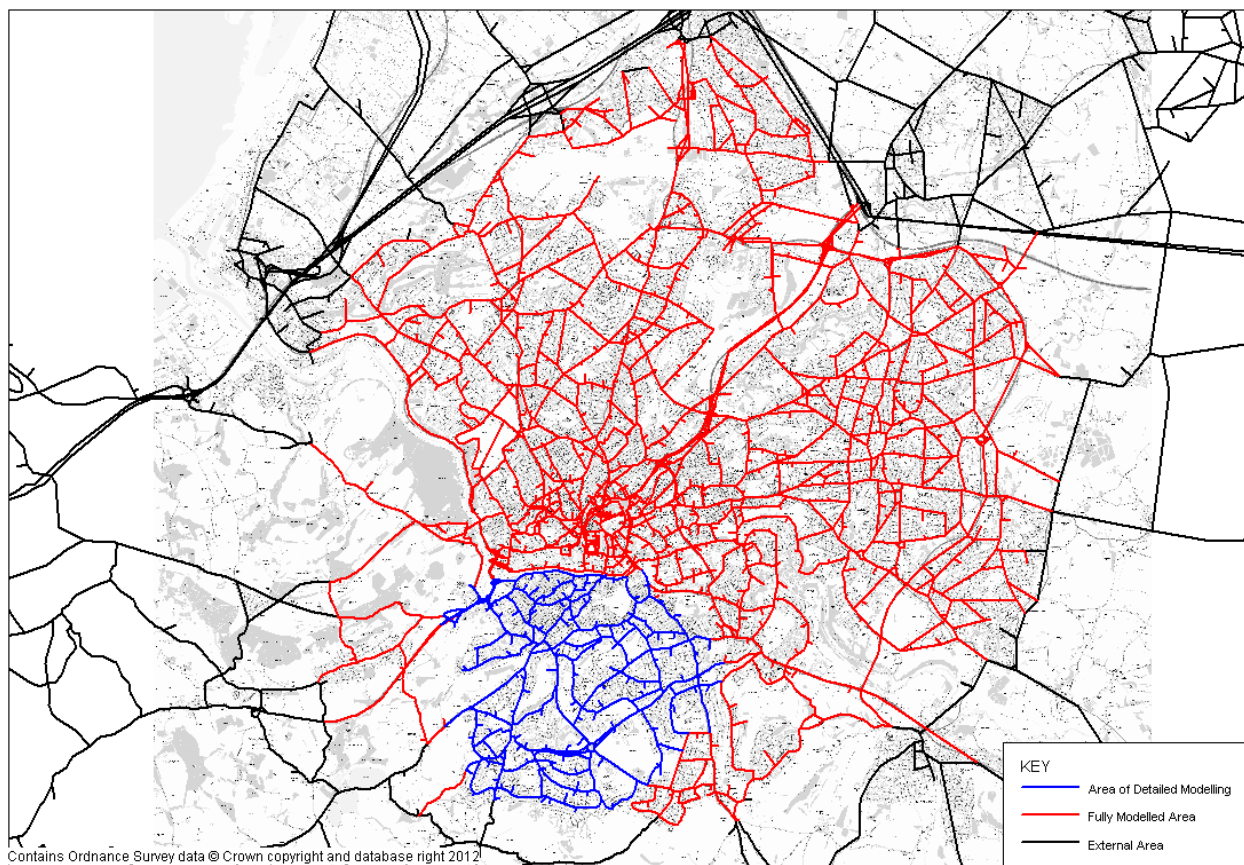 KEY
Area of Detailed Modelling
Fully Modelled Area
External Area
Contains Ordnance Survey data © Crown copyright and database right 2012